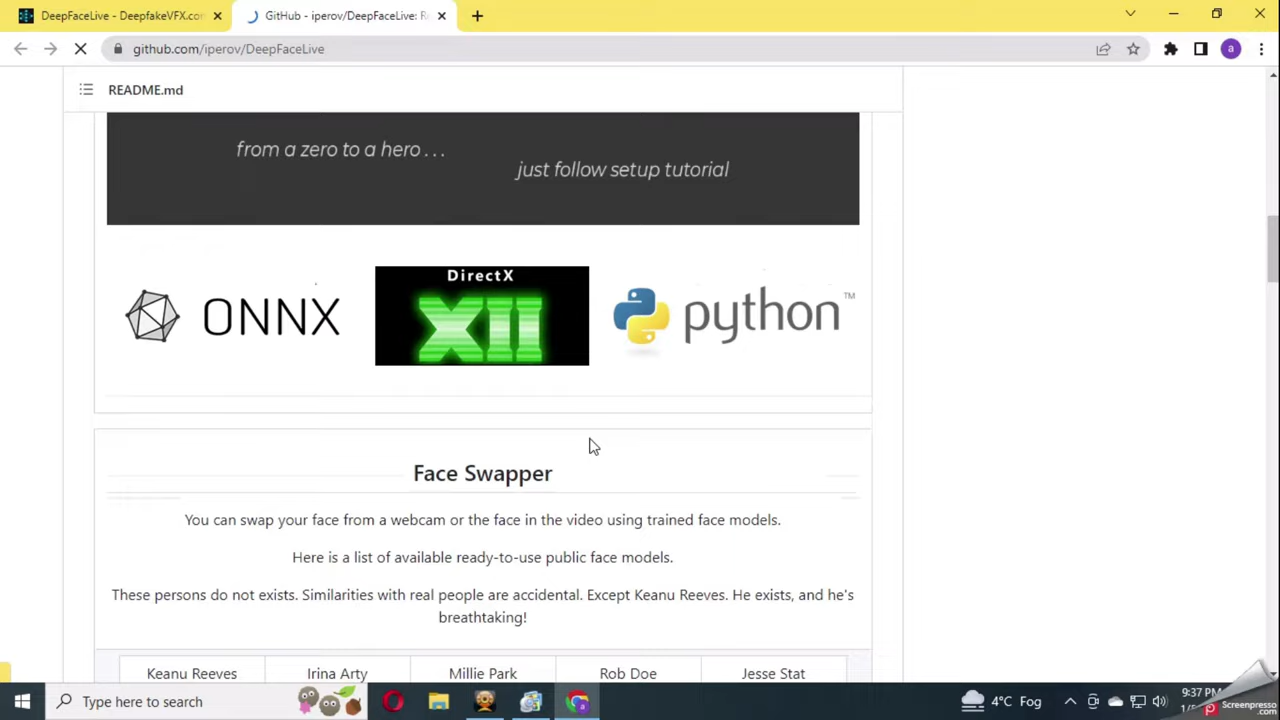 DeepFaceLive - DeepfakeVFX.con
GitHub - iperov/DeepFaceLive: Re
github.com/iperov/DeepFaceLive
a
README.md
from a zero to a hero . . .
just follow setup tutorial
ONNX
DirectX
XII
python™
Face Swapper
You can swap your face from a webcam or the face in the video using trained face models.
Here is a list of available ready-to-use public face models.
These persons do not exists. Similarities with real people are accidental. Except Keanu Reeves. He exists, and he's
breathtaking!
Keanu Reeves
Irina Arty
Millie Park
Rob Doe
Jesse Stat
Type here to search
4°C Fog
9:37 PM
Screenpresso
.com